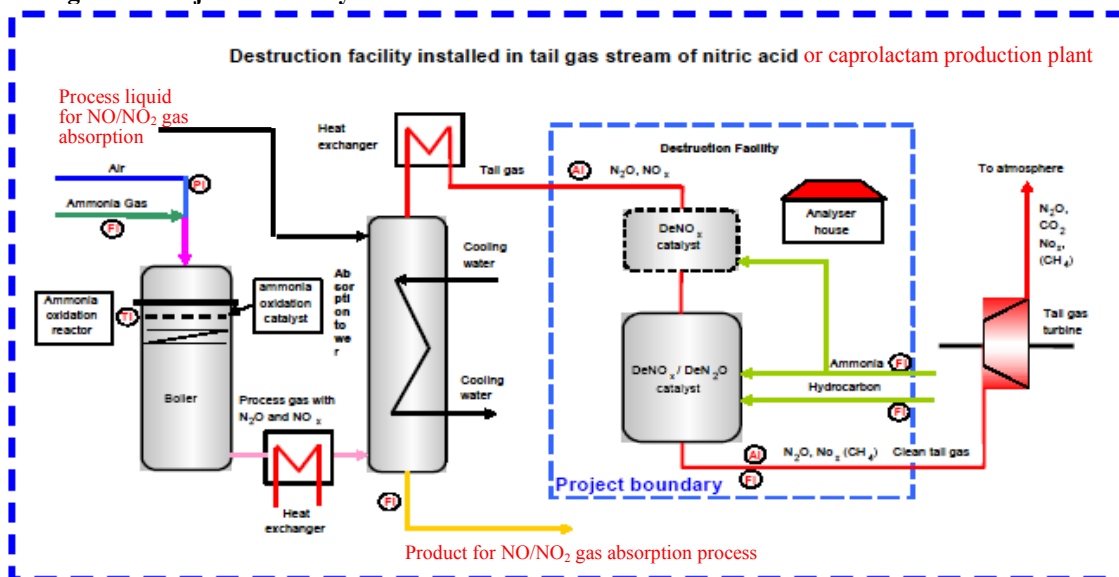 Destruction facility installed in tail gas stream of nitric acid or caprolactam production plant
Process liquid
for NO/NO2 gas
absorption
Heat
exchanger
Tail gas
AI
N2O, NOx
Destruction Facility
To atmosphere
Air
PI
Ammonia Gas
FI
DeNOx
catalyst
Analyser
house
N2O,
CO2
Nox,
(CH4)
Cooling
water
Ab
sor
pti
on
to
we
r
Ammonia
oxidation
reactor
TI
ammonia
oxidation
catalyst
Tail gas
turbine
DeNOx / DeN2O
catalyst
Ammonia
FI
Hydrocarbon
FI
Boiler
Cooling
water
Process gas with
N2O and NOx
AI
N2O, Nox (CH4) Clean tail gas
FI
Project boundary
FI
Heat
exchanger
Product for NO/NO2 gas absorption process